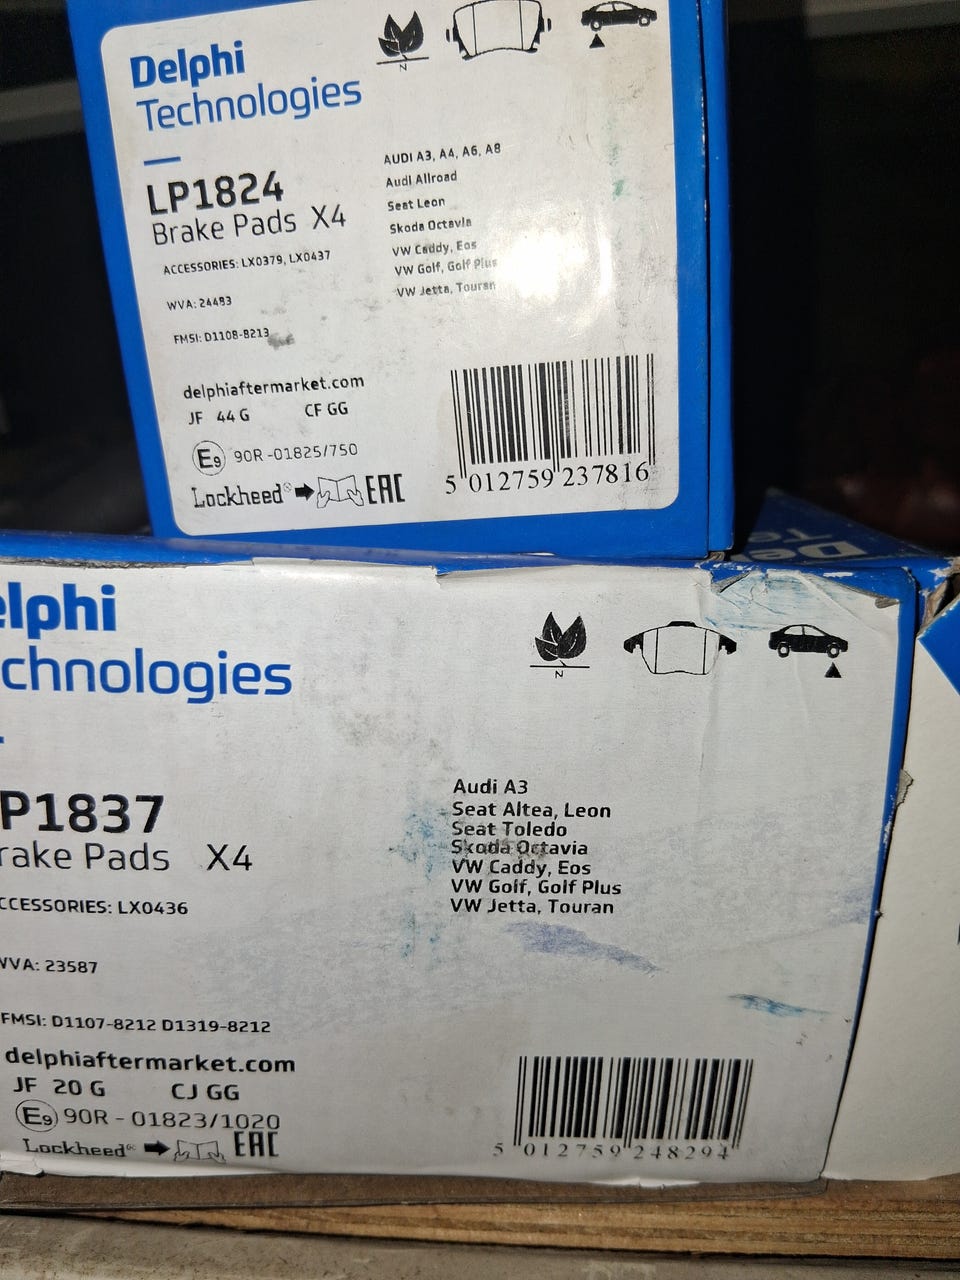 Delphi
Technologies
N
LP1824
Brake Pads X4
ACCESSORIES: LX0379, LX0437
WVA: 24483
FMSI: D1108-8213
AUDI A3, A4, A6, A8
Audi Allroad
Seat Leon
Skoda Octavia
VW Caddy, Eos
VW Golf, Golf Plus
VW Jetta, Touran
delphiaftermarket.com
JF 44 G CF GG
E9 90R-01825/750
Lockheed EAC
5 012759 237816
elphi
chnologies
N
P1837
rake Pads X4
CCESSORIES: LX0436
WVA: 23587
FMSI: D1107-8212 D1319-8212
Audi A3
Seat Altea, Leon
Seat Toledo
Skoda Octavia
VW Caddy, Eos
VW Golf, Golf Plus
VW Jetta, Touran
delphiaftermarket.com
JF 20 G CJ GG
E9 90R - 01823/1020
Lockheed EAC
5 012759 248294
De
Te